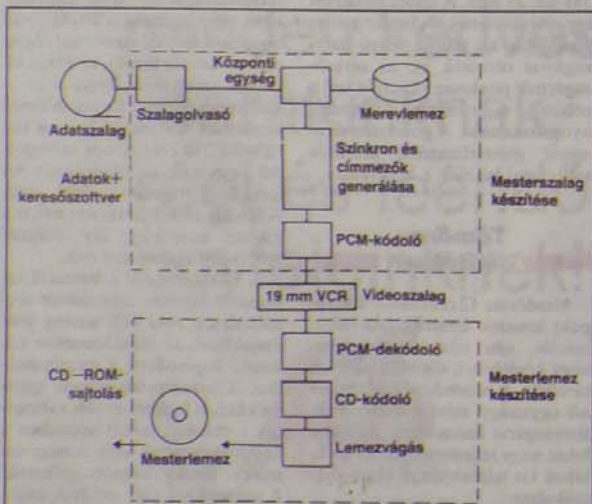 Központi
egység
Adatszalag
Szalagolvasó
Merevlemez
Adatok+
keresőszoftver
Szinkron és
címmezők
generálása
Mesterszalag
készítése
PCM-kódoló
19 mm VCR
Videoszalag
PCM-dekódoló
CD–ROM-
sajtolás
CD-kódoló
Mesterlemez
készítése
Mesterlemez
Lemezvágás